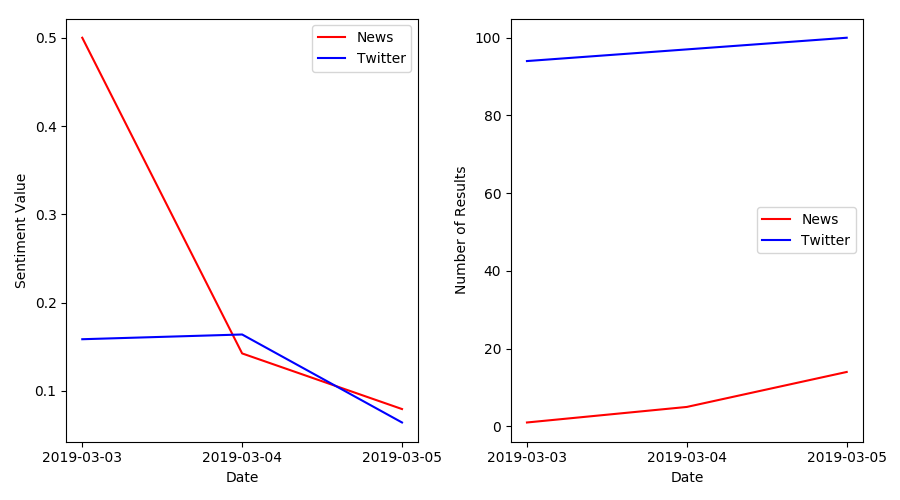 Sentiment Value
0.5
0.4
0.3
0.2
0.1
News
Twitter
2019-03-03
2019-03-04
2019-03-05
Date
Number of Results
100
80
60
40
20
0
News
Twitter
2019-03-03
2019-03-04
2019-03-05
Date